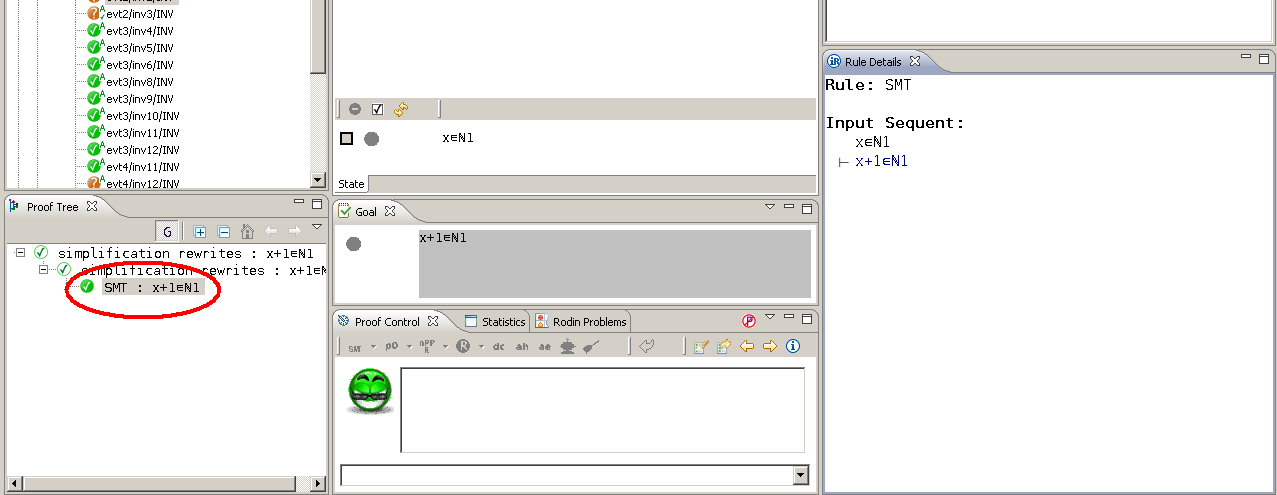 evt2/inv3/INV
evt3/inv4/INV
evt3/inv5/INV
evt3/inv6/INV
evt3/inv8/INV
evt3/inv9/INV
evt3/inv10/INV
evt3/inv11/INV
evt3/inv12/INV
evt4/inv11/INV
evt4/inv12/INV
Proof Tree
G
simplification rewrites : x+1∈ℕ1
simplification rewrites : x+1∈ℕ
SMT : x+1∈ℕ1
x∈ℕ1
State
Goal
x+1∈ℕ1
Proof Control
Statistics
Rodin Problems
SMT p0 nPP R R dc ah ae
Rule Details
Rule: SMT
Input Sequent:
x∈ℕ1
⊢ x+1∈ℕ1